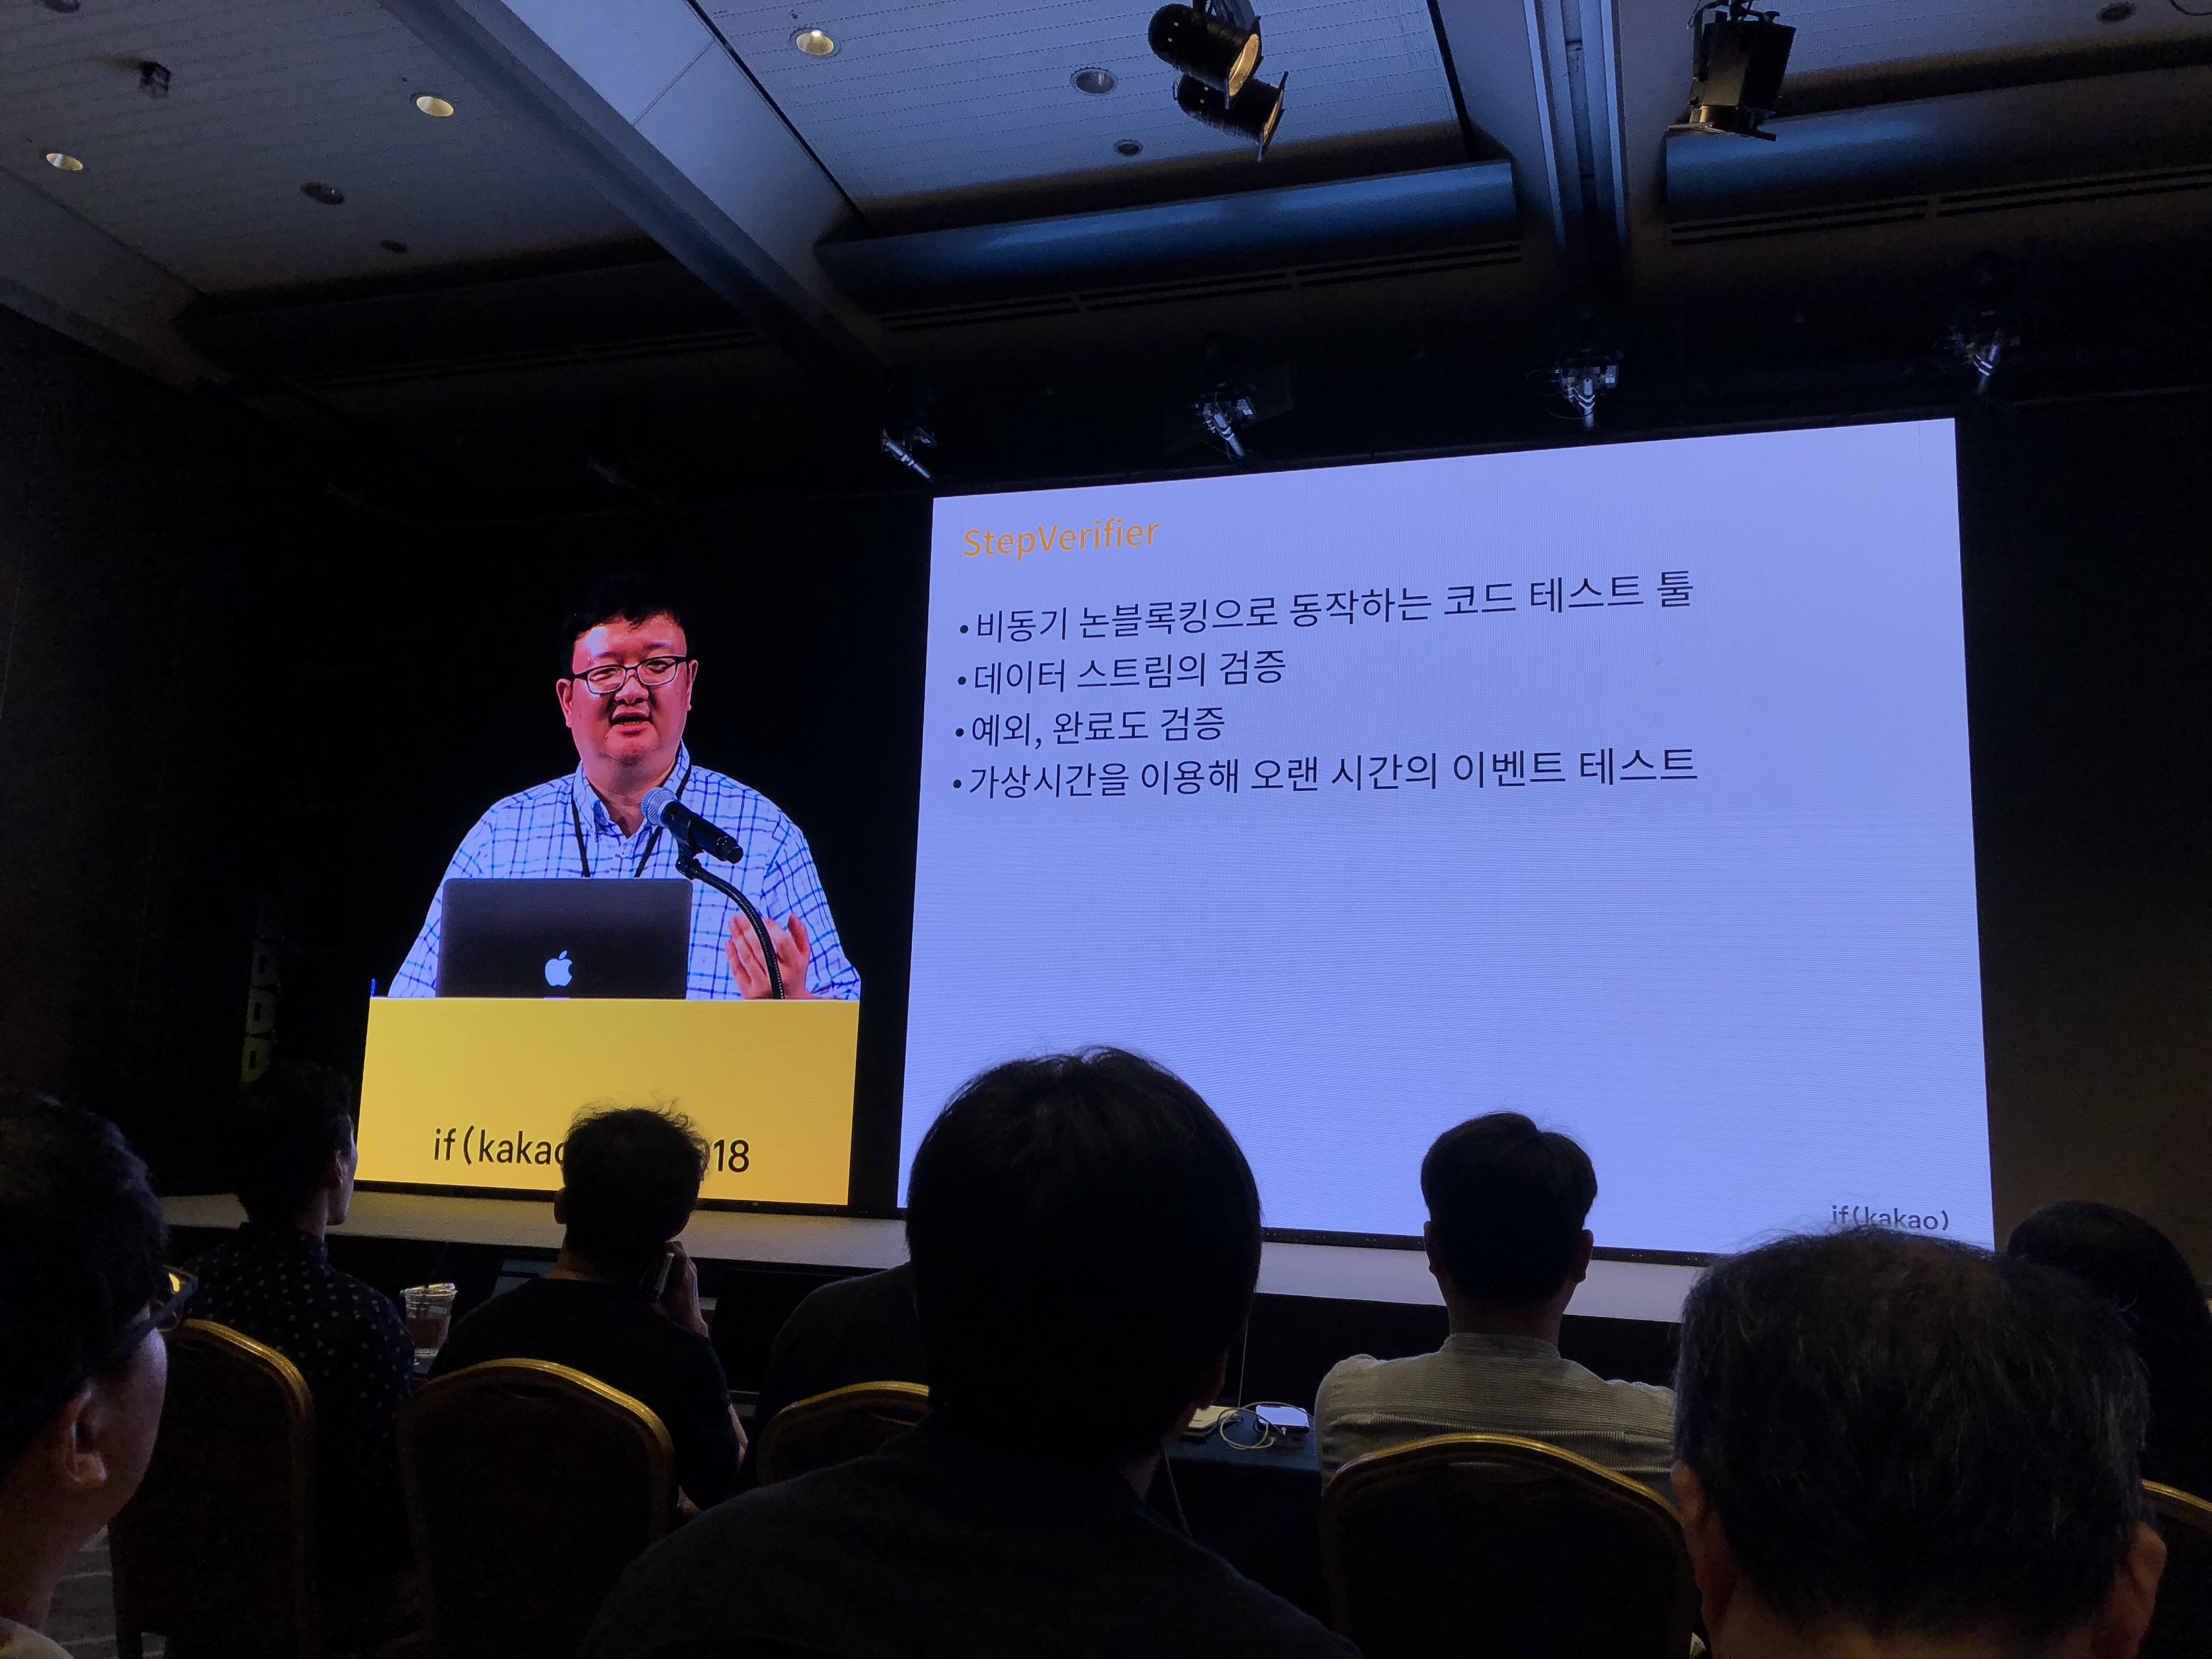 StepVerifier
•비동기 논블록킹으로 동작하는 코드 테스트 툴
•데이터 스트림의 검증
•예외, 완료도 검증
•가상시간을 이용해 오랜 시간의 이벤트 테스트
if(kakao)
if(kakao 18